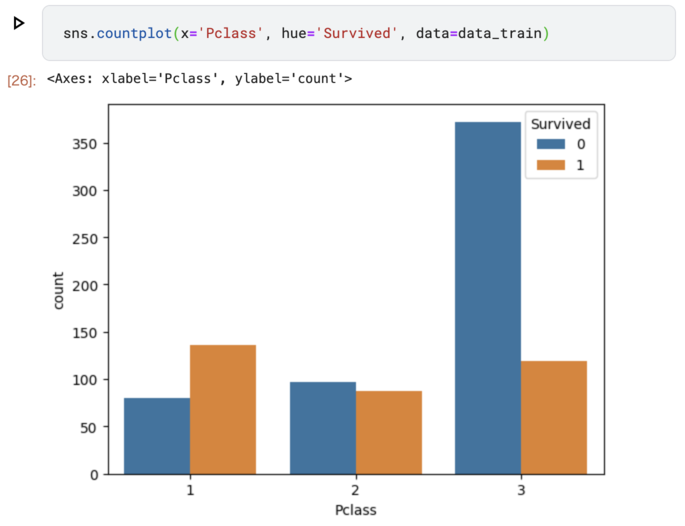 sns.countplot(x='Pclass', hue='Survived', data=data_train)
[26]: <Axes: xlabel='Pclass', ylabel='count'>
Survived
0
1
350
300
250
200
150
100
50
0
count
1 2 3
Pclass